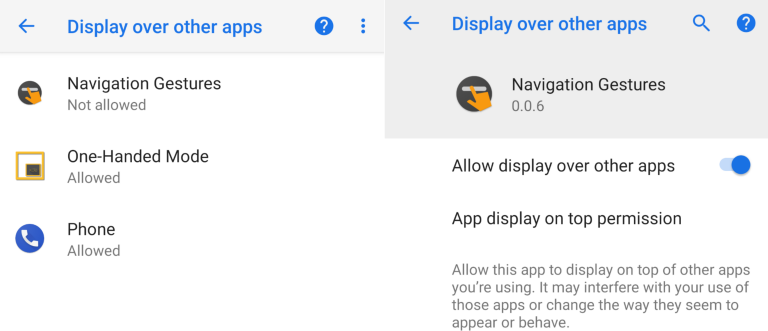 Display over other apps
Navigation Gestures
Not allowed
One-Handed Mode
Allowed
Phone
Allowed
Display over other apps
Navigation Gestures
0.0.6
Allow display over other apps
App display on top permission
Allow this app to display on top of other apps
you're using. It may interfere with your use of
those apps or change the way they seem to
appear or behave.